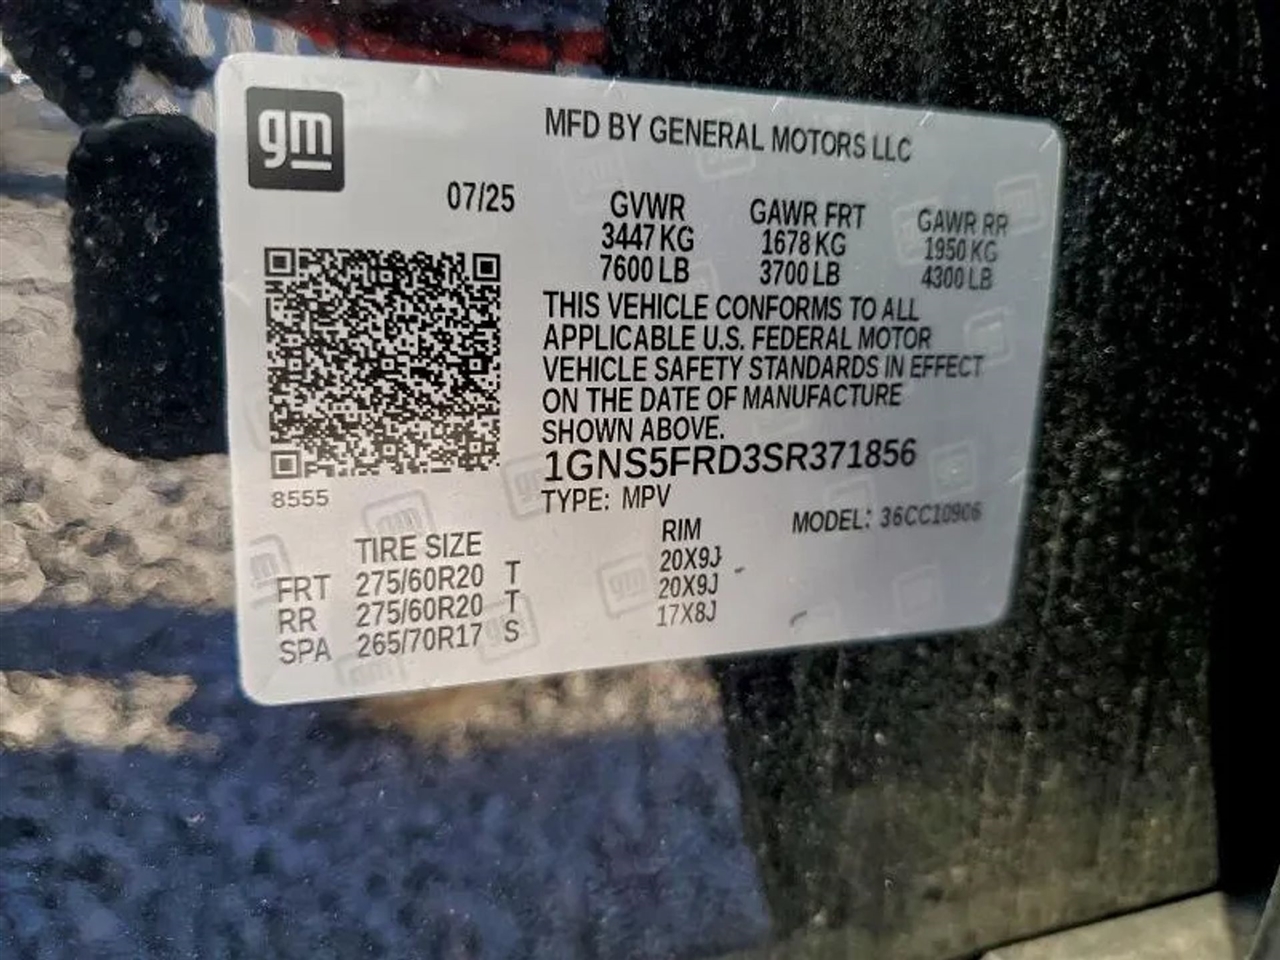 gm
MFD BY GENERAL MOTORS LLC
07/25
GVWR GAWR FRT GAWR RR
3447 KG 1678 KG 1950 KG
7600 LB 3700 LB 4300 LB
THIS VEHICLE CONFORMS TO ALL
APPLICABLE U.S. FEDERAL MOTOR
VEHICLE SAFETY STANDARDS IN EFFECT
ON THE DATE OF MANUFACTURE
SHOWN ABOVE.
1GNS5FRD3SR371856
8555
TYPE: MPV MODEL: 36CC10906
TIRE SIZE RIM
FRT 275/60R20 T 20X9J
RR 275/60R20 T 20X9J
SPA 265/70R17 S 17X8J